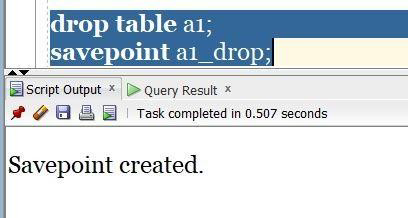 drop table a1;
savepoint a1_drop;
Script Output x Query Result x
Task completed in 0.507 seconds
Savepoint created.